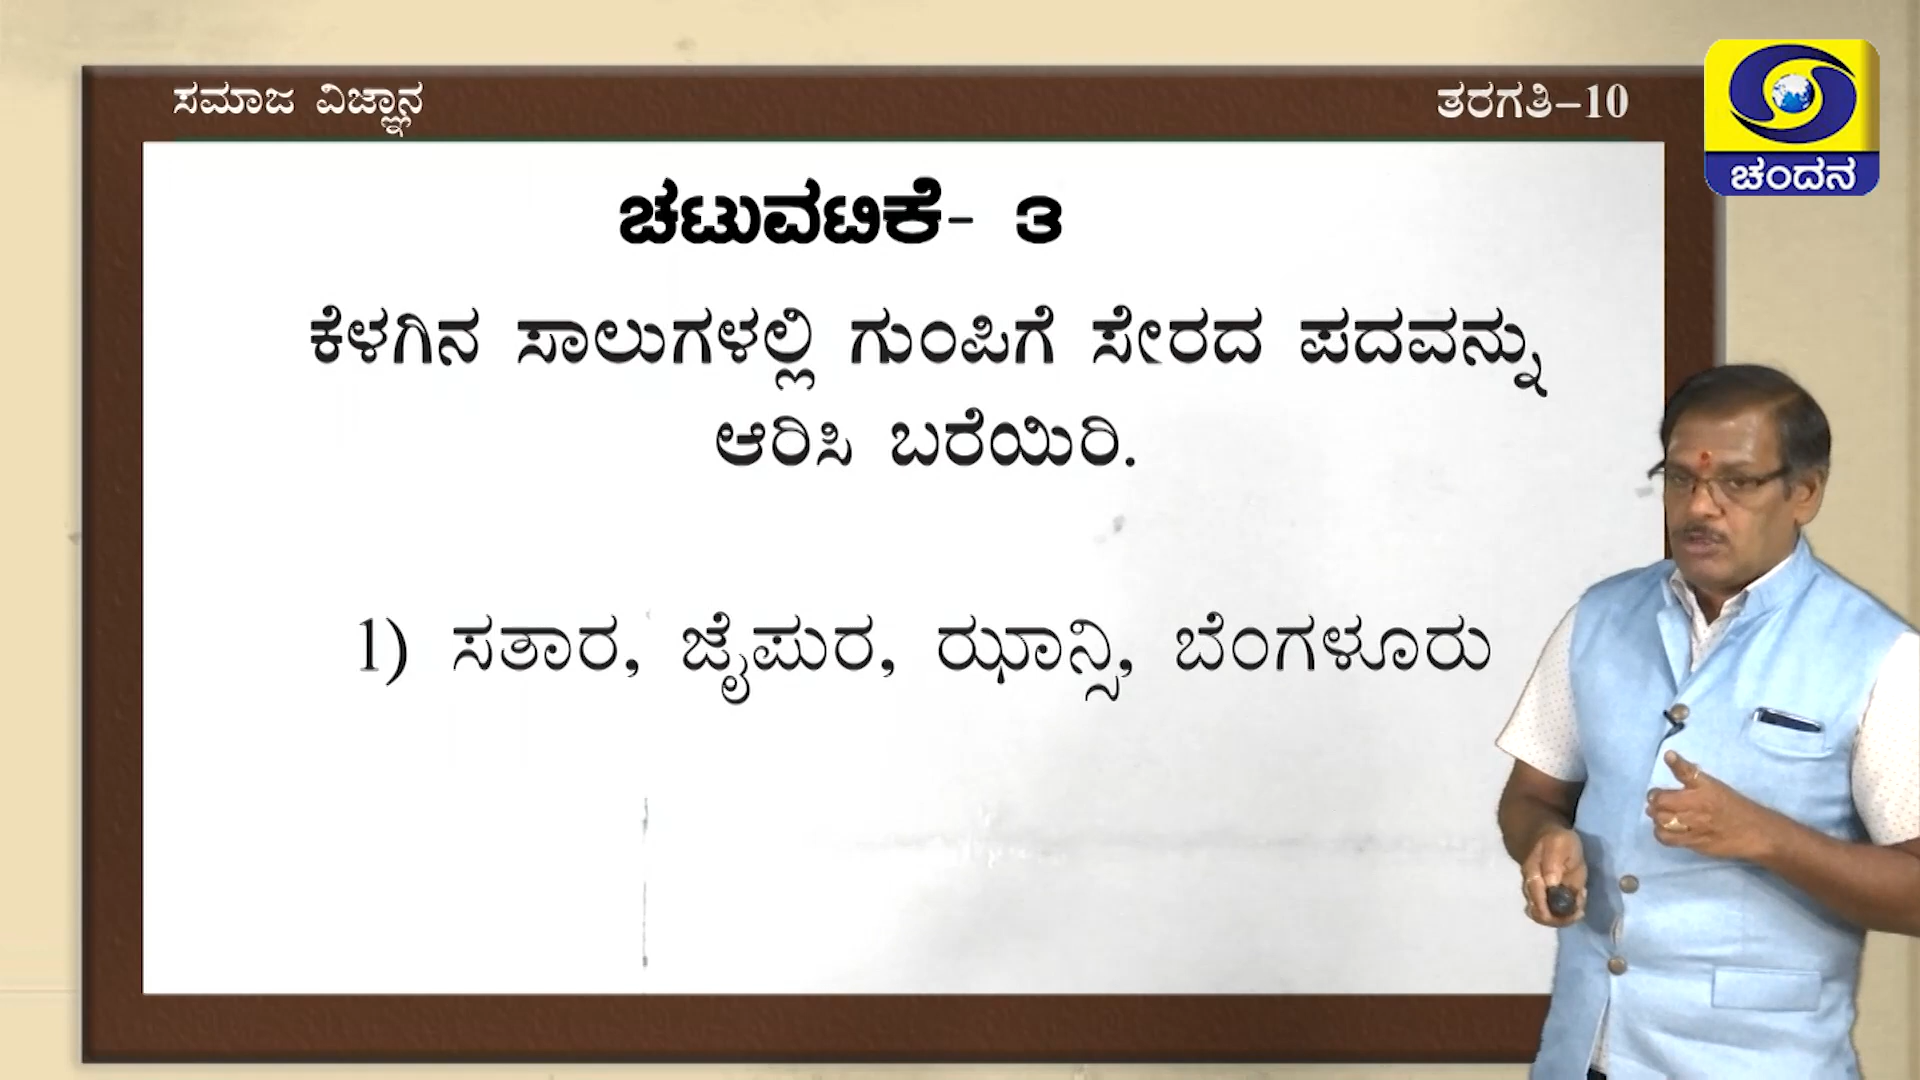 ಸಮಾಜ ವಿಜ್ಞಾನ
ತರಗತಿ-10
ಚಂದನ
ಚಟುವಟಿಕೆ- ೩
ಕೆಳಗಿನ ಸಾಲುಗಳಲ್ಲಿ ಗುಂಪಿಗೆ ಸೇರದ ಪದವನ್ನು
ಆರಿಸಿ ಬರೆಯಿರಿ.
1) ಸತಾರ, ಜೈಪುರ, ಝಾನ್ಸಿ, ಬೆಂಗಳೂರು